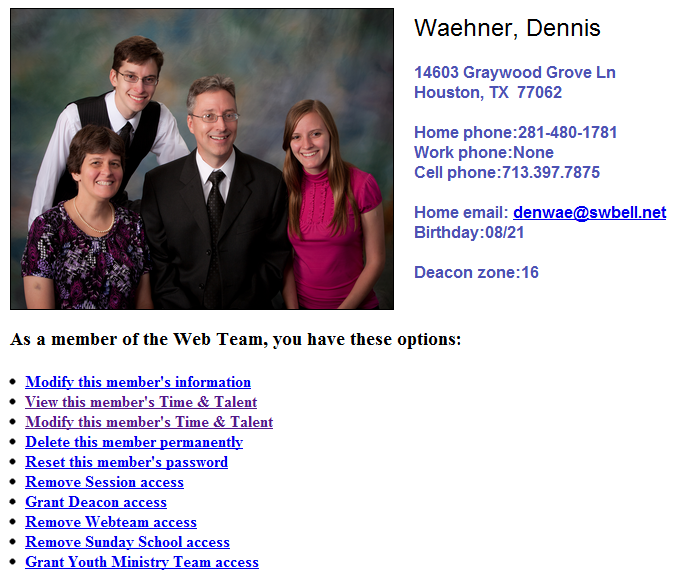 Waehner, Dennis
14603 Graywood Grove Ln
Houston, TX 77062
Home phone:281-480-1781
Work phone:None
Cell phone:713.397.7875
Home email: denwae@swbell.net
Birthday:08/21
Deacon zone:16
As a member of the Web Team, you have these options:
Modify this member's information
View this member's Time & Talent
Modify this member's Time & Talent
Delete this member permanently
Reset this member's password
Remove Session access
Grant Deacon access
Remove Webteam access
Remove Sunday School access
Grant Youth Ministry Team access